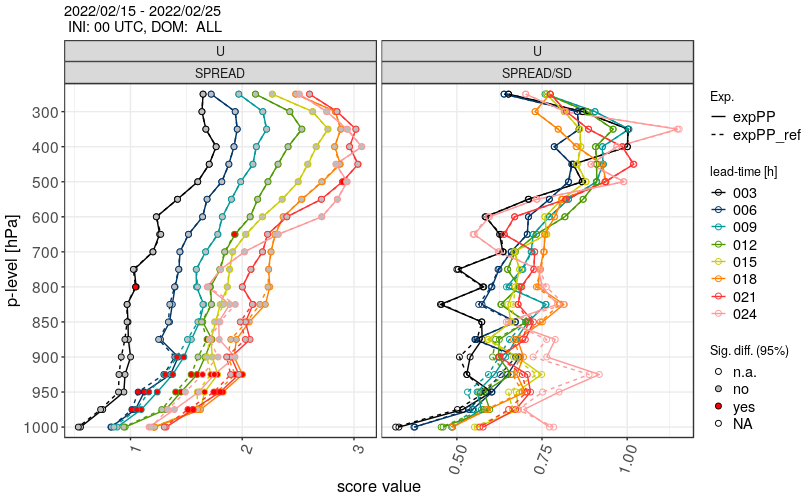 2022/02/15 - 2022/02/25
INI: 00 UTC, DOM:  ALL
U
U
SPREAD
SPREAD/SD
300
400
500
600
700
800
850
900
950
1000
p-level [hPa]
1
2
3
0.50
0.75
1.00
score value
Exp.
expPP
expPP_ref
lead-time [h]
003
006
009
012
015
018
021
024
Sig. diff. (95%)
n.a.
no
yes
NA